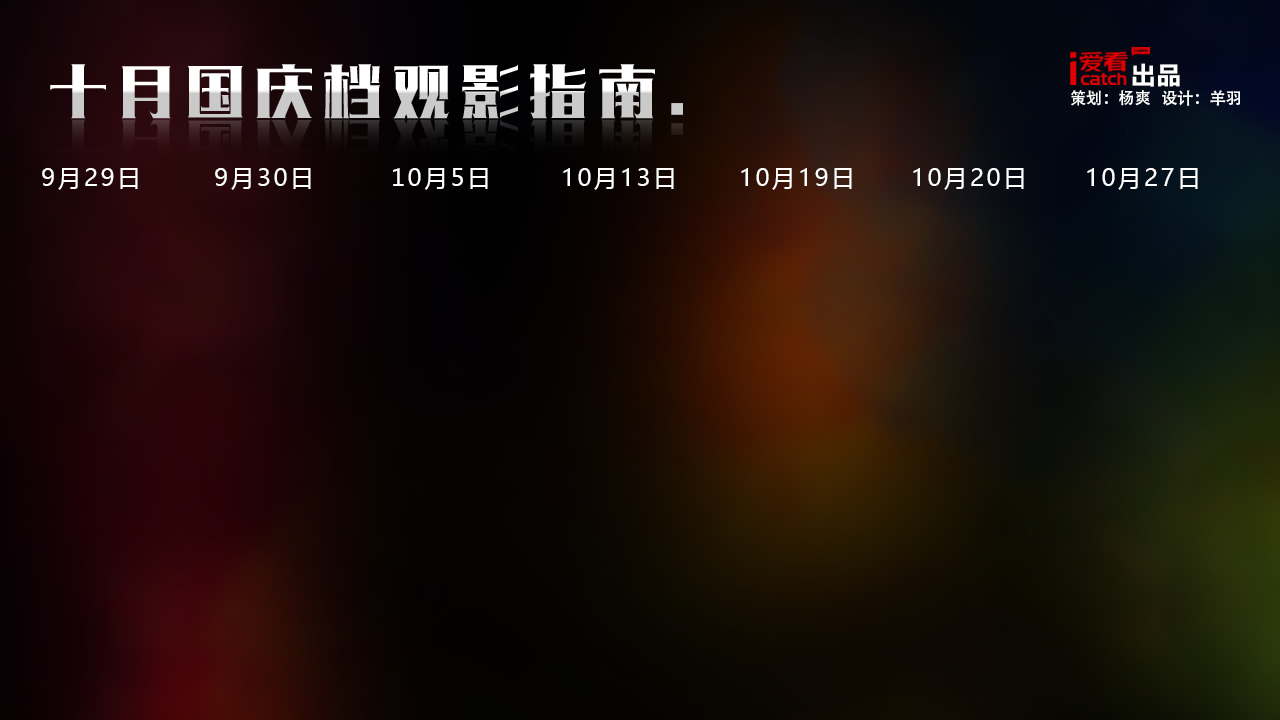 十月国庆档观影指南.
i爱看
catch 出品
策划：杨爽 设计：羊羽
9月29日 9月30日 10月5日 10月13日 10月19日 10月20日 10月27日